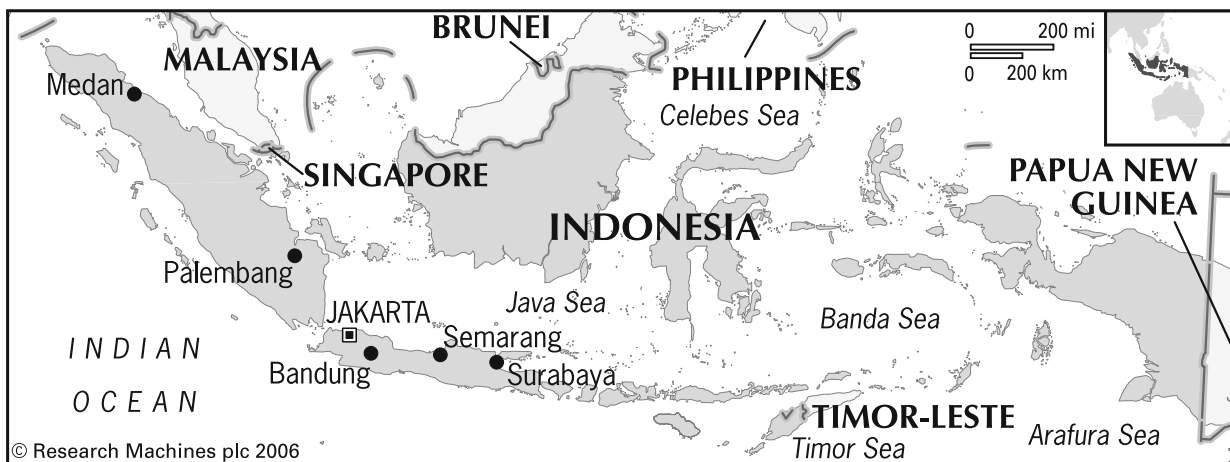 BRUNEI
MALAYSIA
Medan
PHILIPPINES
Celebes Sea
0 200 mi
0 200 km
SINGAPORE
PAPUA NEW
GUINEA
INDONESIA
Palembang
Java Sea
Banda Sea
JAKARTA
Semarang
Bandung
Surabaya
INDIAN
OCEAN
TIMOR-LESTE
Timor Sea
Arafura Sea
© Research Machines plc 2006